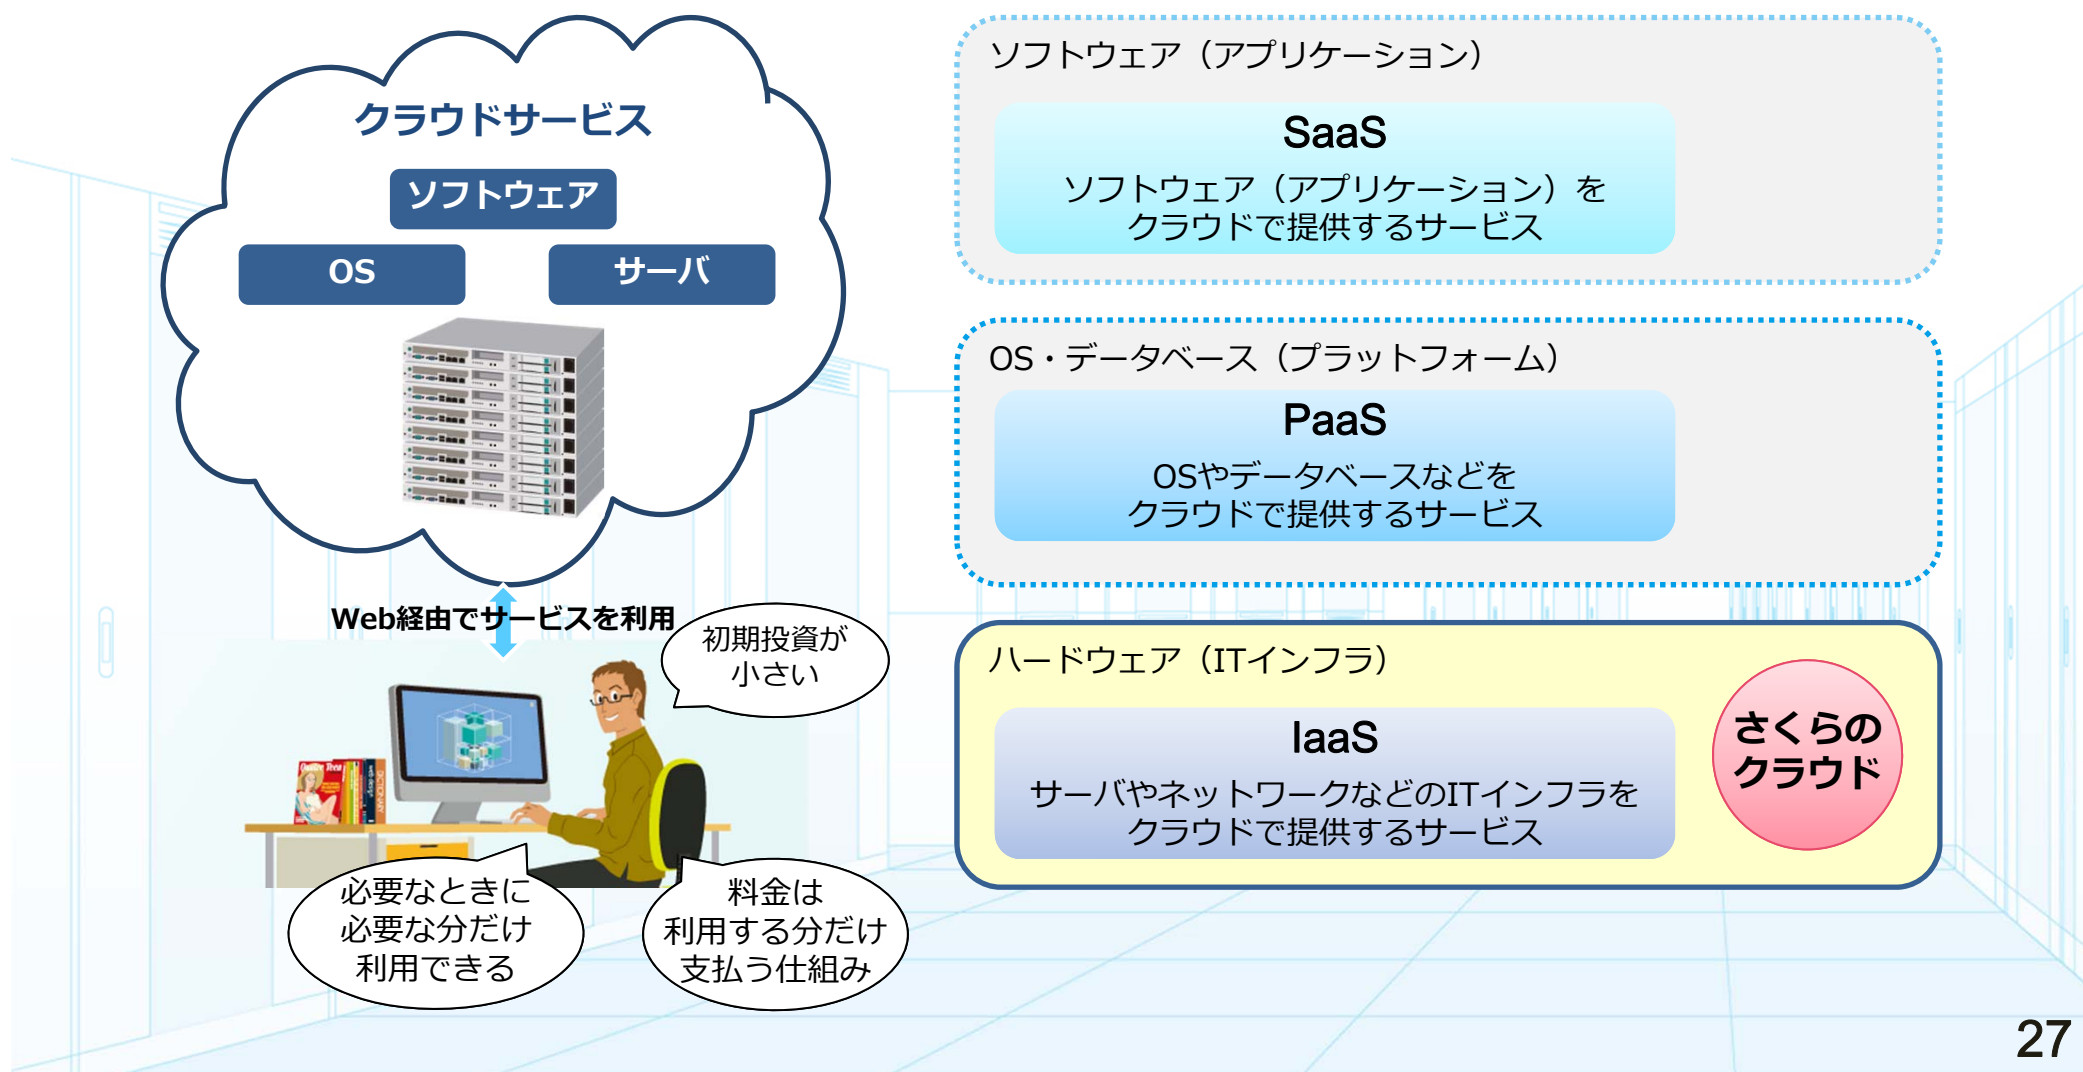 クラウドサービス
ソフトウェア
OS
サーバ
Web経由でサービスを利用
初期投資が
小さい
必要なときに
必要な分だけ
利用できる
料金は
利用する分だけ
支払う仕組み
ソフトウェア（アプリケーション）
SaaS
ソフトウェア（アプリケーション）を
クラウドで提供するサービス
OS・データベース（プラットフォーム）
PaaS
OSやデータベースなどを
クラウドで提供するサービス
ハードウェア（ITインフラ）
IaaS
サーバやネットワークなどのITインフラを
クラウドで提供するサービス
さくらの
クラウド
27